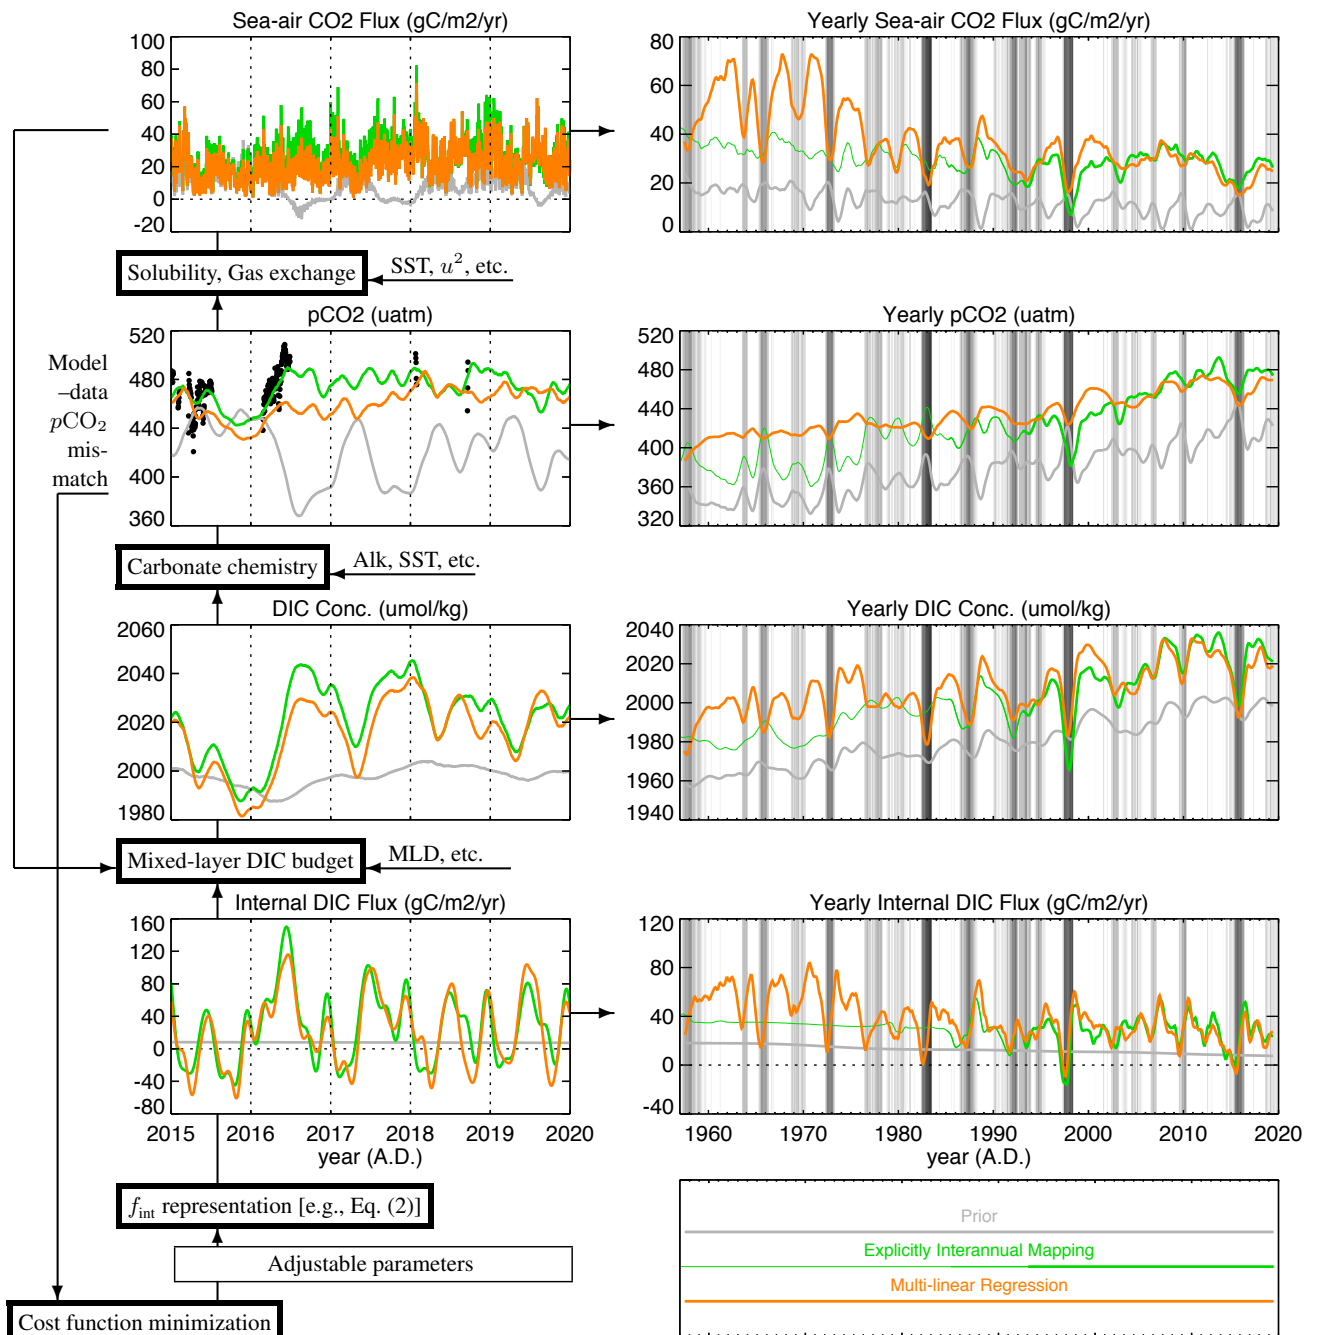 Sea-air CO2 Flux (gC/m2/yr)
100
80
60
40
20
0
-20
Yearly Sea-air CO2 Flux (gC/m2/yr)
80
60
40
20
0
Solubility, Gas exchange
SST, u², etc.
pCO2 (uatm)
520
480
440
400
360
Model
–data
pCO₂
mis-
match
Yearly pCO2 (uatm)
520
480
440
400
360
320
Carbonate chemistry
Alk, SST, etc.
DIC Conc. (umol/kg)
2060
2040
2020
2000
1980
Yearly DIC Conc. (umol/kg)
2040
2020
2000
1980
1960
1940
Mixed-layer DIC budget
MLD, etc.
Internal DIC Flux (gC/m2/yr)
160
120
80
40
0
-40
-80
2015 2016 2017 2018 2019 2020
year (A.D.)
Yearly Internal DIC Flux (gC/m2/yr)
120
80
40
0
-40
1960 1970 1980 1990 2000 2010 2020
year (A.D.)
f_int representation [e.g., Eq. (2)]
Adjustable parameters
Cost function minimization
Prior
Explicitly Interannual Mapping
Multi-linear Regression